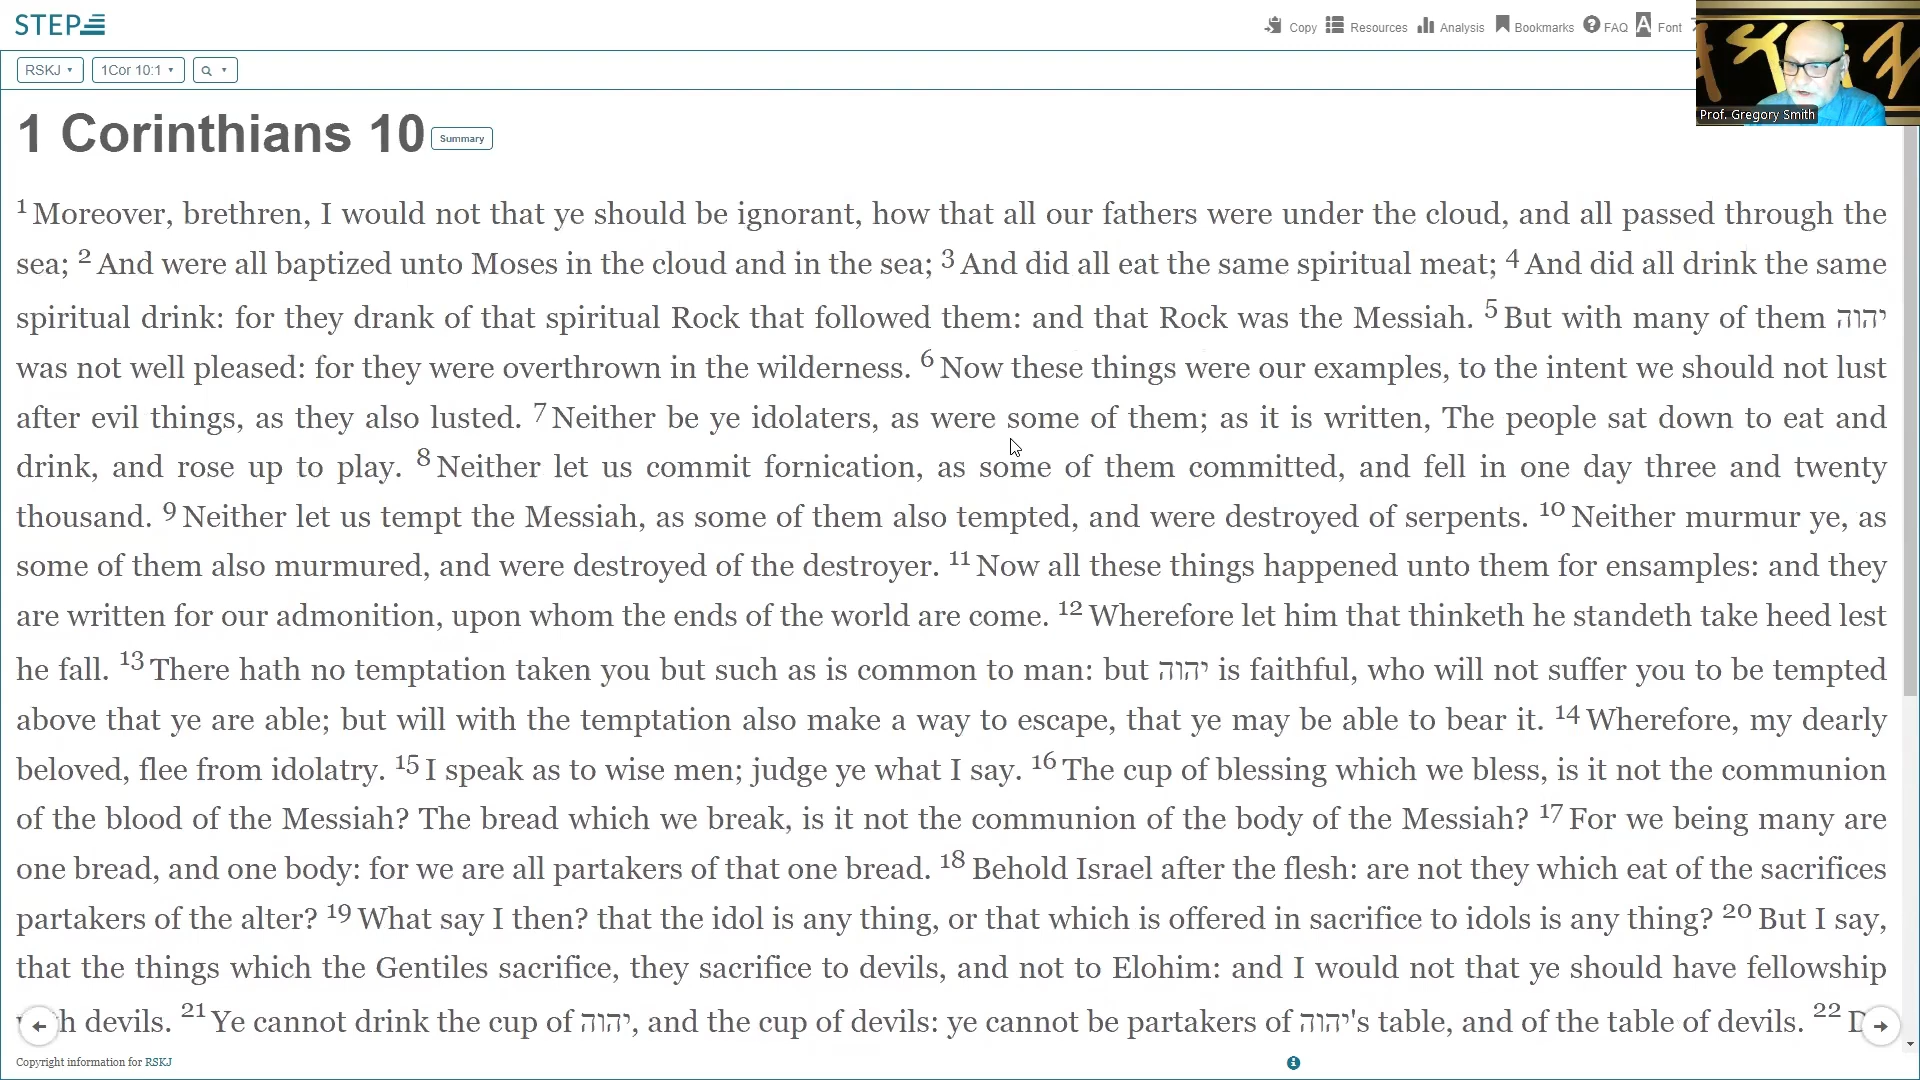 STEP
Copy Resources Analysis Bookmarks FAQ A Font
RSKJ 1Cor 10:1
Prof. Gregory Smith
1 Corinthians 10 Summary
1 Moreover, brethren, I would not that ye should be ignorant, how that all our fathers were under the cloud, and all passed through the
sea; 2 And were all baptized unto Moses in the cloud and in the sea; 3 And did all eat the same spiritual meat; 4 And did all drink the same
spiritual drink: for they drank of that spiritual Rock that followed them: and that Rock was the Messiah. 5 But with many of them יהוה
was not well pleased: for they were overthrown in the wilderness. 6 Now these things were our examples, to the intent we should not lust
after evil things, as they also lusted. 7 Neither be ye idolaters, as were some of them; as it is written, The people sat down to eat and
drink, and rose up to play. 8 Neither let us commit fornication, as some of them committed, and fell in one day three and twenty
thousand. 9 Neither let us tempt the Messiah, as some of them also tempted, and were destroyed of serpents. 10 Neither murmur ye, as
some of them also murmured, and were destroyed of the destroyer. 11 Now all these things happened unto them for ensamples: and they
are written for our admonition, upon whom the ends of the world are come. 12 Wherefore let him that thinketh he standeth take heed lest
he fall. 13 There hath no temptation taken you but such as is common to man: but יהוה is faithful, who will not suffer you to be tempted
above that ye are able; but will with the temptation also make a way to escape, that ye may be able to bear it. 14 Wherefore, my dearly
beloved, flee from idolatry. 15 I speak as to wise men; judge ye what I say. 16 The cup of blessing which we bless, is it not the communion
of the blood of the Messiah? The bread which we break, is it not the communion of the body of the Messiah? 17 For we being many are
one bread, and one body: for we are all partakers of that one bread. 18 Behold Israel after the flesh: are not they which eat of the sacrifices
partakers of the alter? 19 What say I then? that the idol is any thing, or that which is offered in sacrifice to idols is any thing? 20 But I say,
that the things which the Gentiles sacrifice, they sacrifice to devils, and not to Elohim: and I would not that ye should have fellowship
devils. 21 Ye cannot drink the cup of יהוה, and the cup of devils: ye cannot be partakers of יהוה's table, and of the table of devils. 22
Copyright information for RSKJ